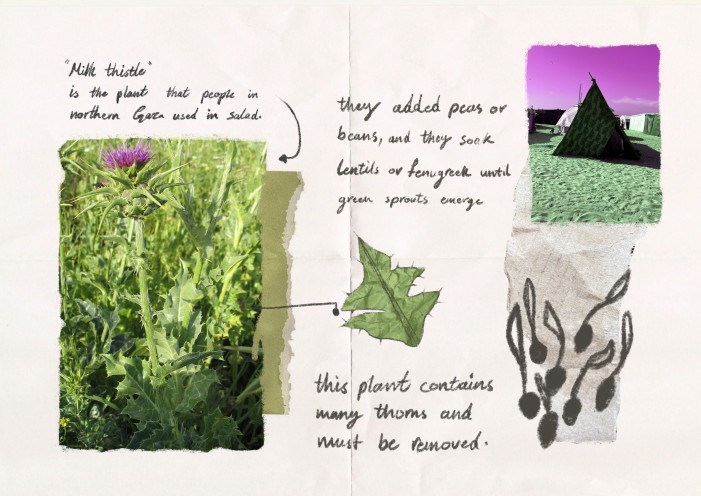 "Milk thistle"
is the plant that people in
northern Gaza used in salad.
they added peas or
beans, and they soak
lentils or fenugreek until
green sprouts emerge
this plant contains
many thorns and
must be removed.